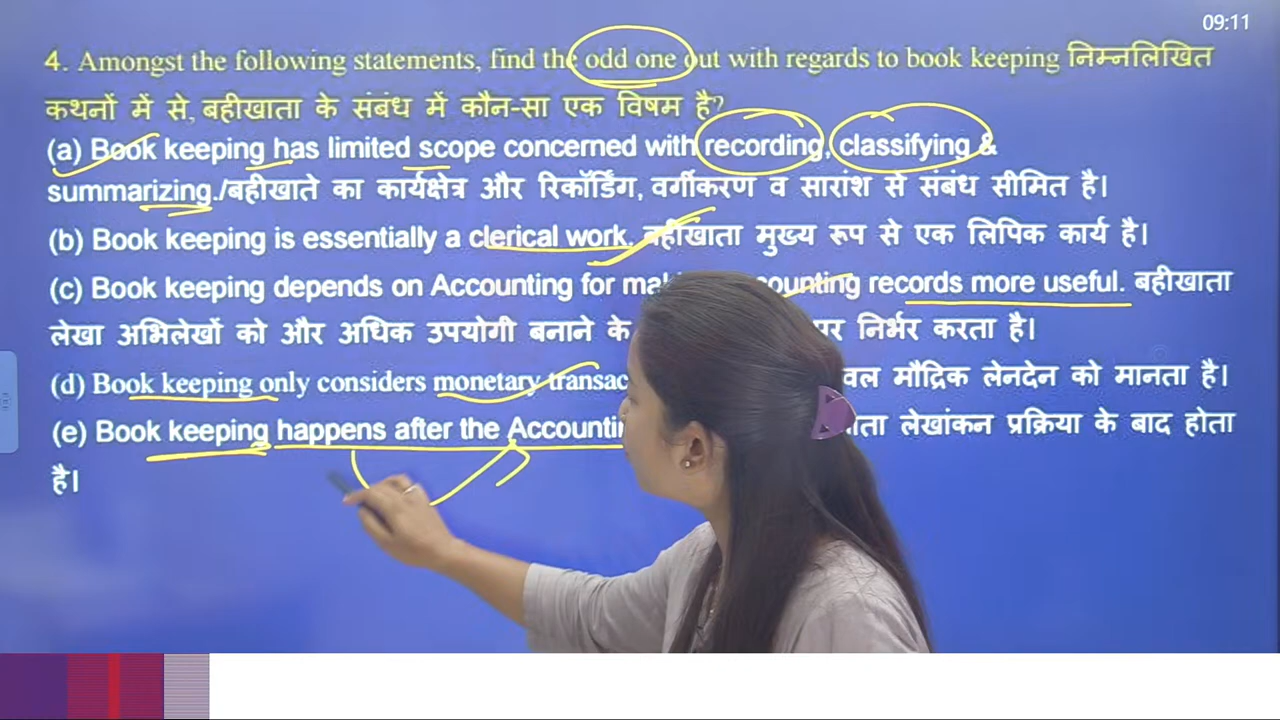 09:11
4. Amongst the following statements, find the odd one out with regards to book keeping निम्नलिखित
कथनों में से, बहीखाता के संबंध में कौन-सा एक विषम है?
(a) Book keeping has limited scope concerned with recording, classifying &
summarizing./बहीखाते का कार्यक्षेत्र और रिकॉर्डिंग, वर्गीकरण व सारांश से संबंध सीमित है।
(b) Book keeping is essentially a clerical work. बहीखाता मुख्य रूप से एक लिपिक कार्य है।
(c) Book keeping depends on Accounting for records more useful. बहीखाता
लेखा अभिलेखों को और अधिक उपयोगी बनाने के निर्भर करता है।
(d) Book keeping only considers monetary मौद्रिक लेनदेन को मानता है।
(e) Book keeping happens after the लेखांकन प्रक्रिया के बाद होता
है।